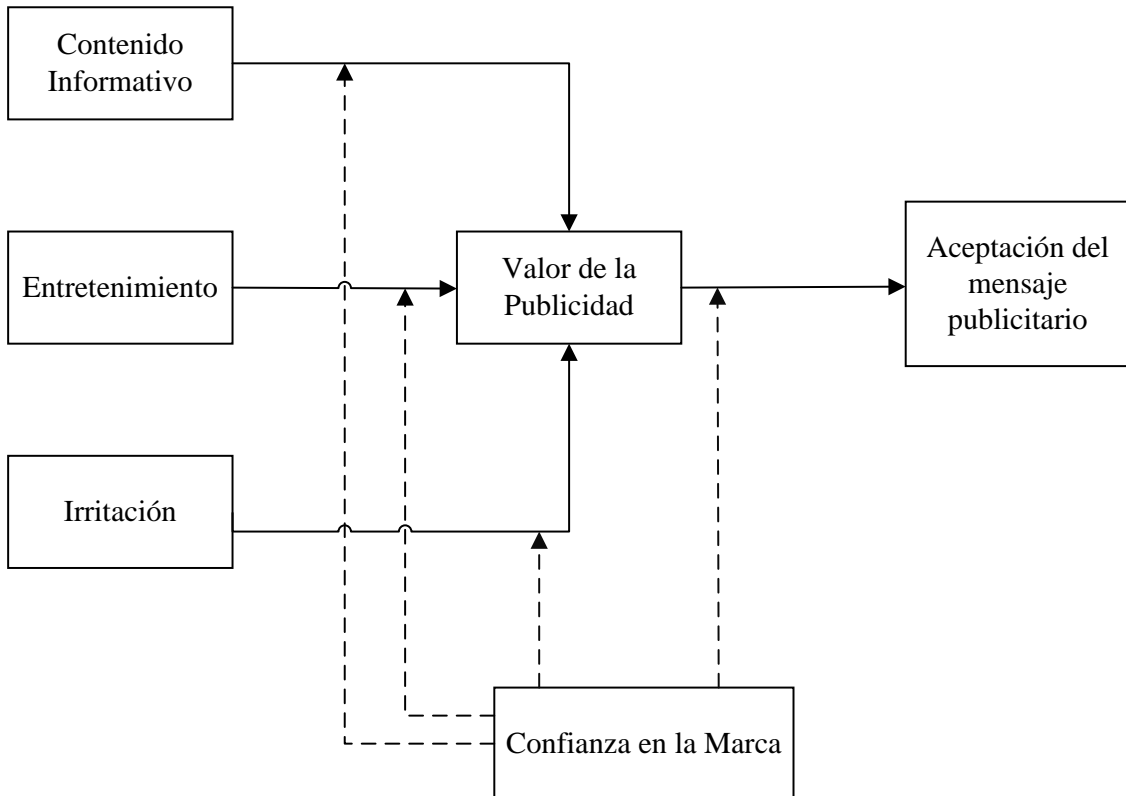 Contenido
Informativo
Entretenimiento
Valor de la
Publicidad
Aceptación del
mensaje
publicitario
Irritación
Confianza en la Marca